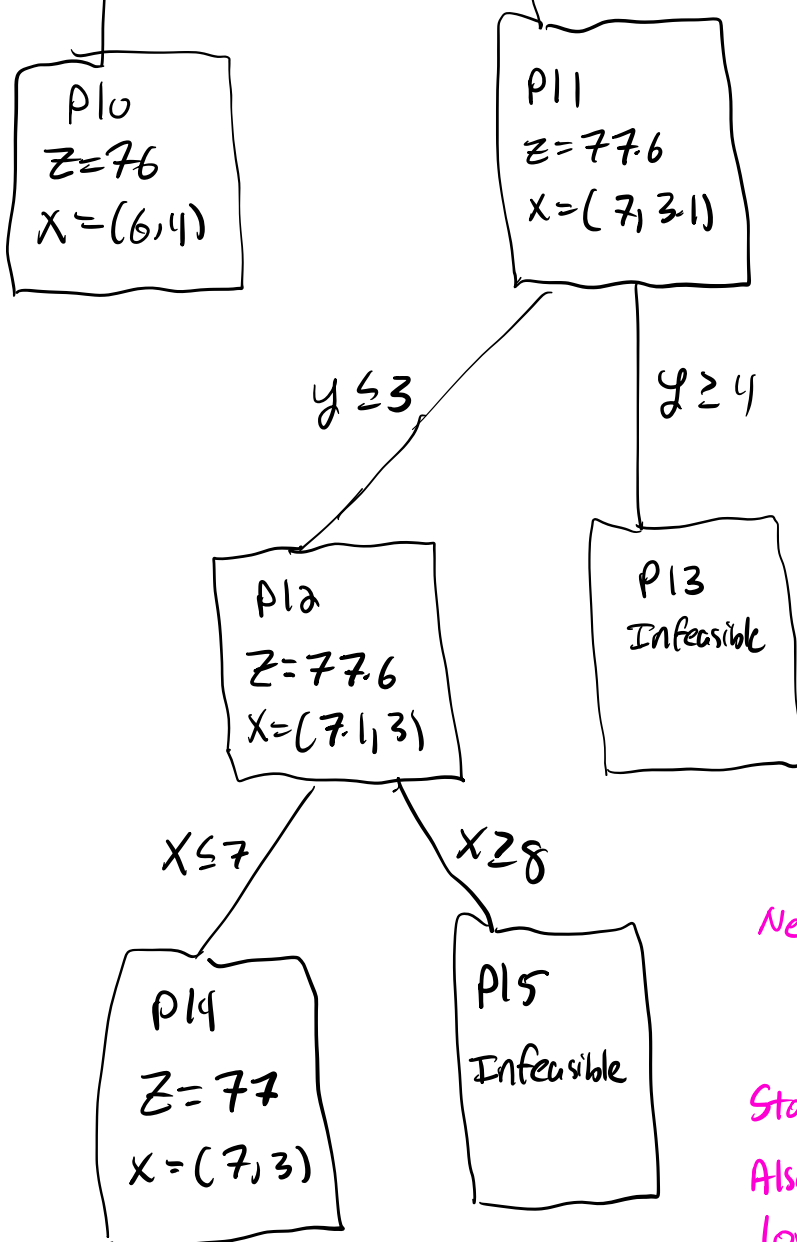 P10
Z=76
X=(6,4)
P11
Z=77.6
X=(7,3.1)
y≤3
y≥4
P12
Z=77.6
X=(7.1,3)
P13
Infeasible
X≤7
X≥8
P14
Z=77
X=(7,3)
P15
Infeasible